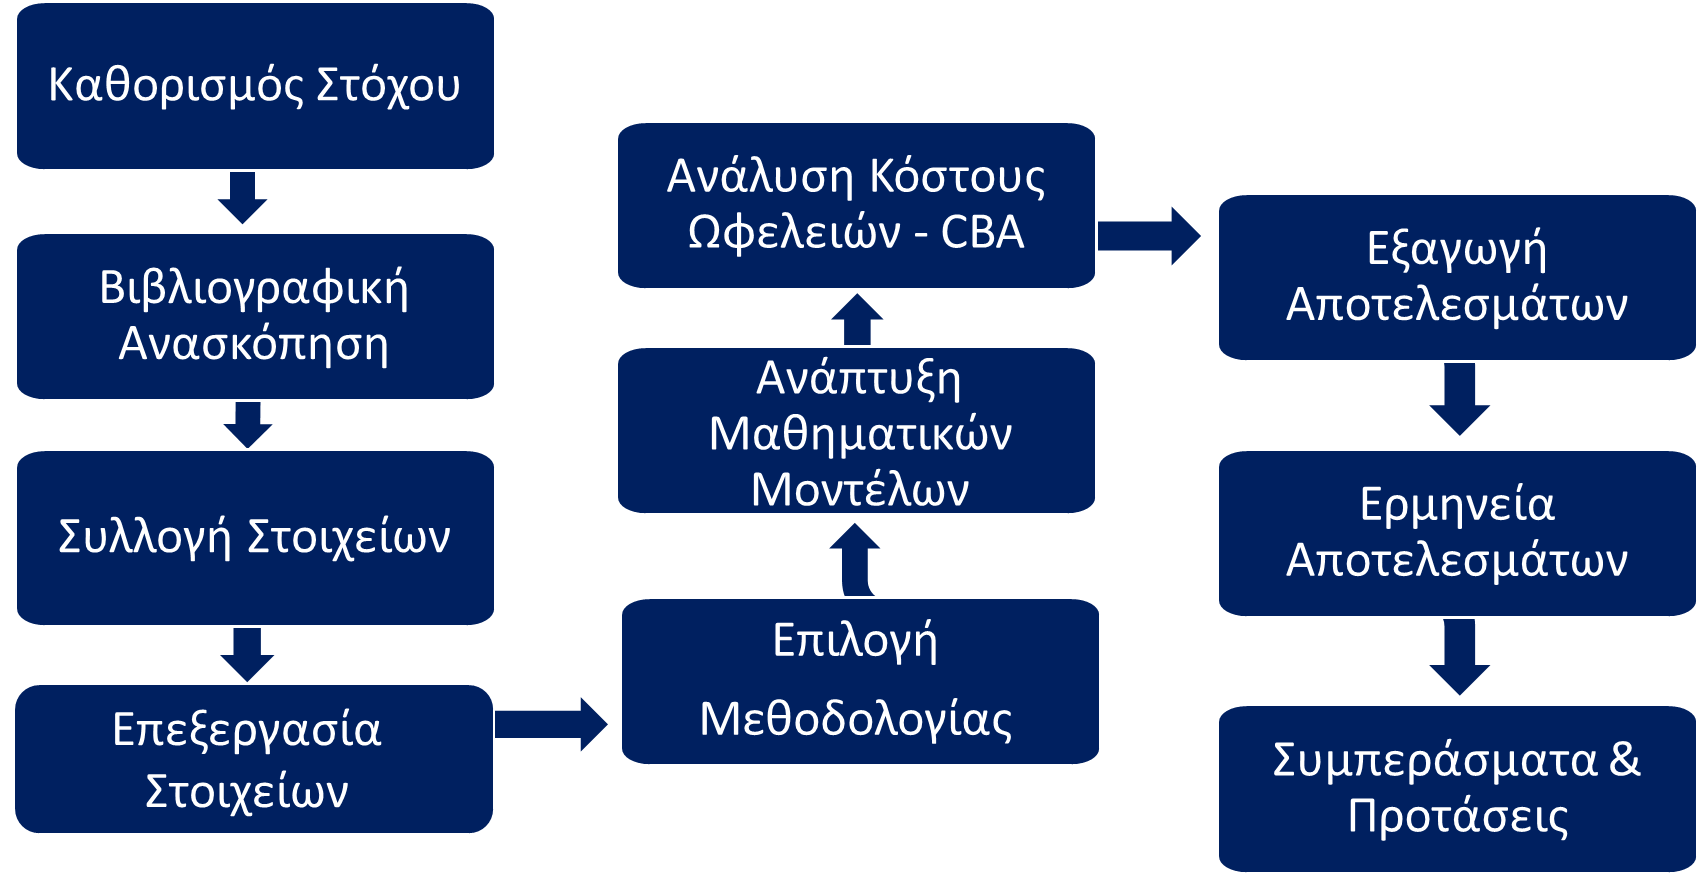 Καθορισμός Στόχου
Βιβλιογραφική
Ανασκόπηση
Συλλογή Στοιχείων
Επεξεργασία
Στοιχείων
Επιλογή
Μεθοδολογίας
Ανάπτυξη
Μαθηματικών
Μοντέλων
Ανάλυση Κόστους
Ωφελειών - CBA
Εξαγωγή
Αποτελεσμάτων
Ερμηνεία
Αποτελεσμάτων
Συμπεράσματα &
Προτάσεις